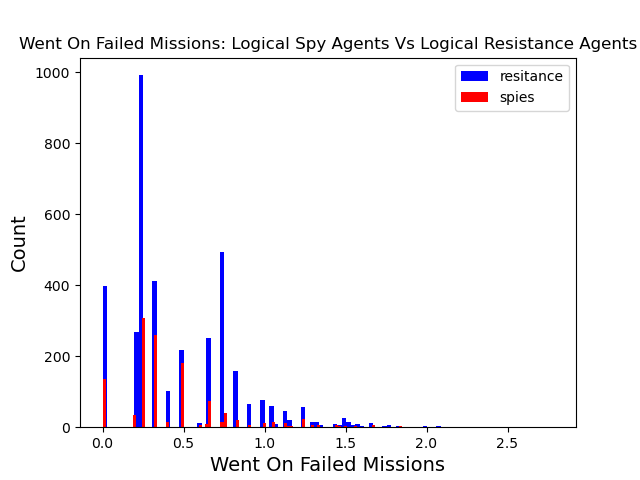 Went On Failed Missions: Logical Spy Agents Vs Logical Resistance Agents
resitance
spies
1000
800
600
400
200
0
Count
0.0 0.5 1.0 1.5 2.0 2.5
Went On Failed Missions